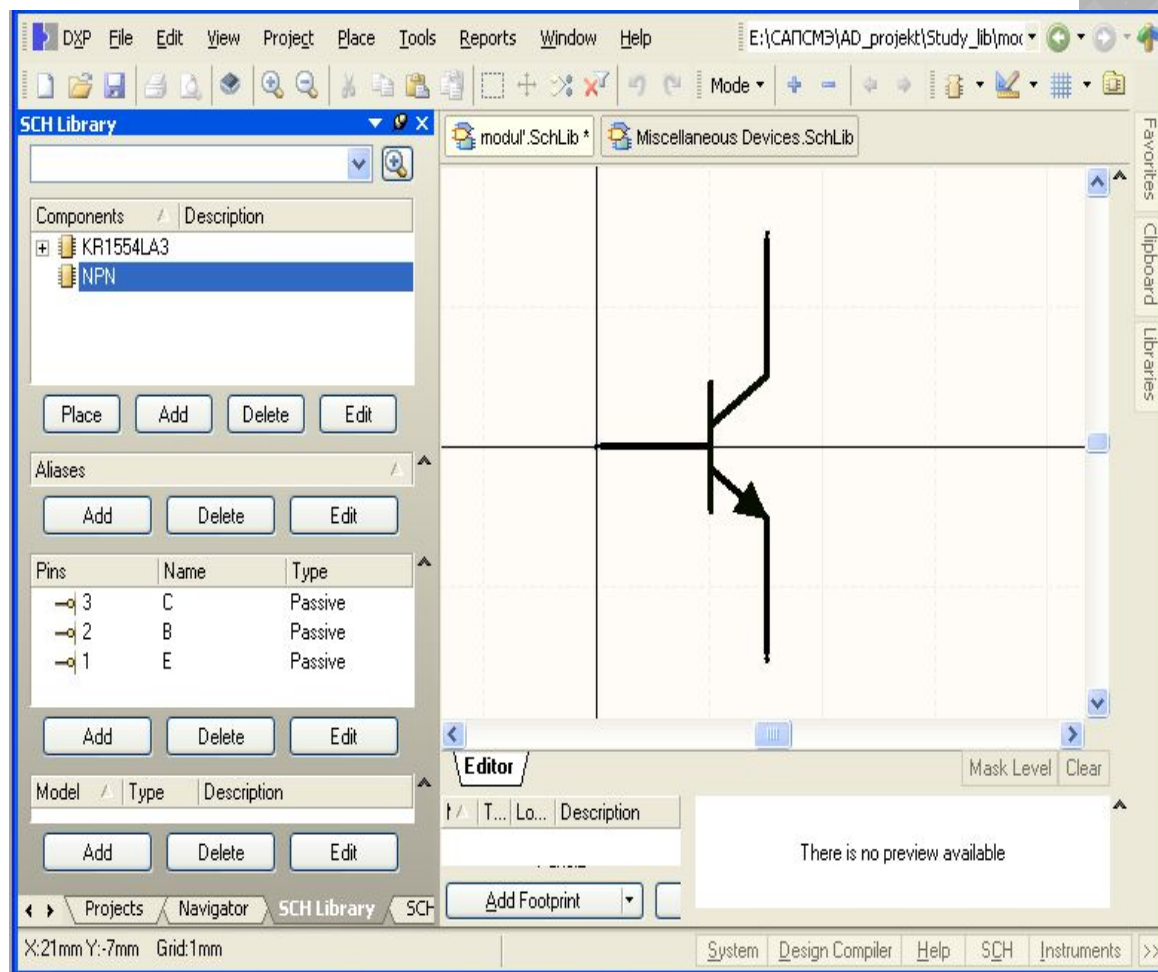 DXP File Edit View Project Place Tools Reports Window Help E:\САПСМЭ\AD_projekt\Study_lib\moc
Mode
SCH Library
modul'.SchLib * Miscellaneous Devices.SchLib
Favorites
Clipboard
Libraries
Components Description
KR1554LA3
NPN
Place Add Delete Edit
Aliases
Add Delete Edit
Pins Name Type
3 C Passive
2 B Passive
1 E Passive
Add Delete Edit
Editor Mask Level Clear
Model Type Description
T... Lo... Description
There is no preview available
Add Delete Edit
Add Footprint
Projects Navigator SCH Library SCH
X:21mm Y:-7mm Grid:1mm System Design Compiler Help SCH Instruments >>